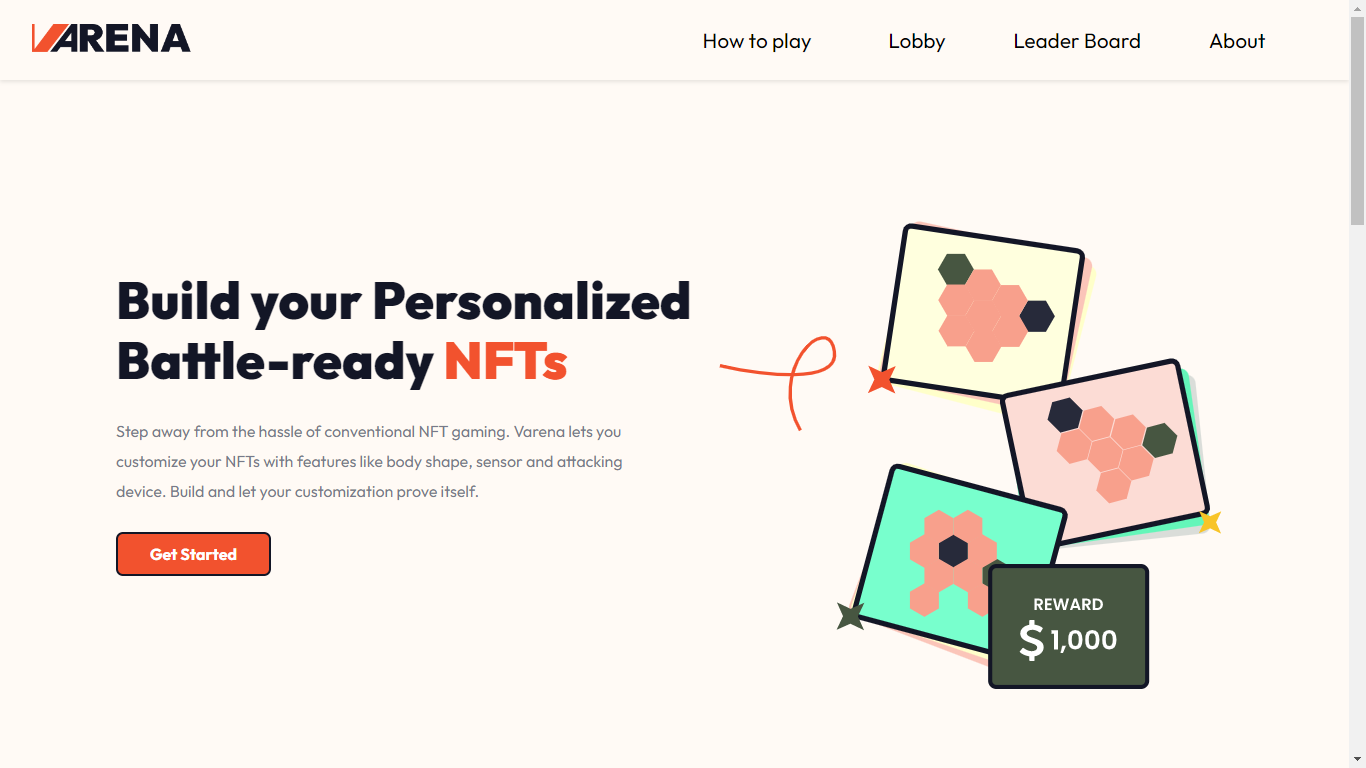 VARENA
How to play
Lobby
Leader Board
About
Build your Personalized
Battle-ready NFTs
Step away from the hassle of conventional NFT gaming. Varena lets you
customize your NFTs with features like body shape, sensor and attacking
device. Build and let your customization prove itself.
Get Started
REWARD
$ 1,000